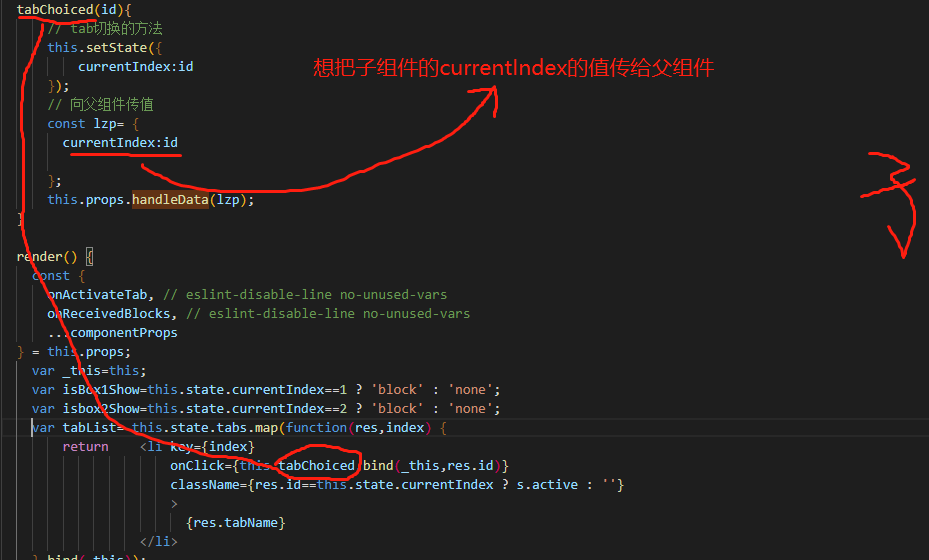 tabChoiced(id){
// tab切换的方法
this.setState({
currentIndex:id
});
// 向父组件传值
const lzp= {
currentIndex:id
};
this.props.handleData(lzp);
}
想把子组件的currentIndex的值传给父组件
render() {
const {
onActivateTab, // eslint-disable-line no-unused-vars
onReceivedBlocks, // eslint-disable-line no-unused-vars
...componentProps
} = this.props;
var _this=this;
var isBox1Show=this.state.currentIndex==1 ? 'block' : 'none';
var isbox2Show=this.state.currentIndex==2 ? 'block' : 'none';
var tabList= this.state.tabs.map(function(res,index) {
return <li key={index}
onClick={this.tabChoiced.bind(_this,res.id)}
className={res.id==this.state.currentIndex ? s.active : ''}
>
{res.tabName}
</li>
}.bind(_this));